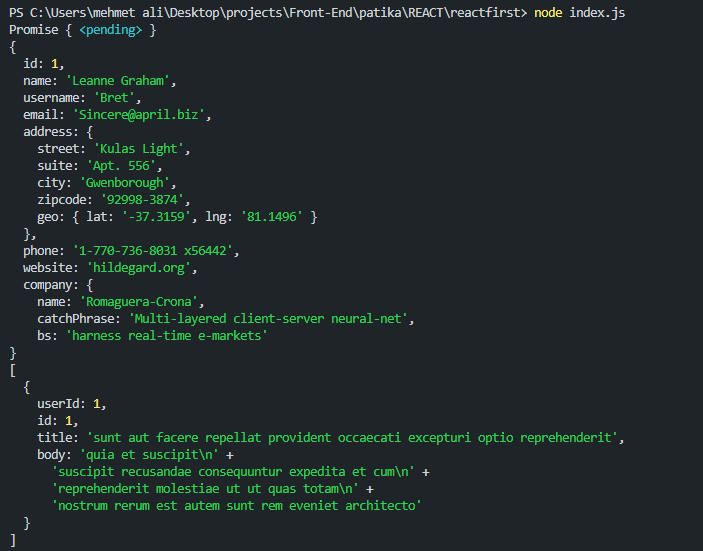 PS C:\Users\mehmet ali\Desktop\projects\Front-End\patika\REACT\reactfirst> node index.js
Promise { <pending> }
{
  id: 1,
  name: 'Leanne Graham',
  username: 'Bret',
  email: 'Sincere@april.biz',
  address: {
    street: 'Kulas Light',
    suite: 'Apt. 556',
    city: 'Gwenborough',
    zipcode: '92998-3874',
    geo: { lat: '-37.3159', lng: '81.1496' }
  },
  phone: '1-770-736-8031 x56442',
  website: 'hildegard.org',
  company: {
    name: 'Romaguera-Crona',
    catchPhrase: 'Multi-layered client-server neural-net',
    bs: 'harness real-time e-markets'
}
[
  {
    userId: 1,
    id: 1,
    title: 'sunt aut facere repellat provident occaecati excepturi optio reprehenderit',
    body: 'quia et suscipit\n' +
      'suscipit recusandae consequuntur expedita et cum\n' +
      'reprehenderit molestiae ut ut quas totam\n' +
      'nostrum rerum est autem sunt rem eveniet architecto'
  }
]